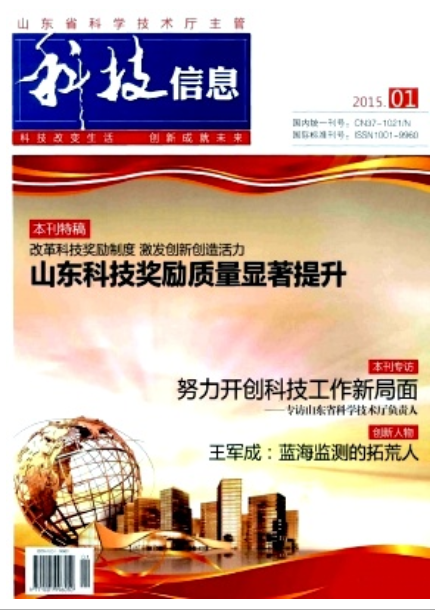 山东省科学技术厅主管
科技信息
2015.01
国内统一刊号：CN37-1021/N
国际标准刊号：ISSN1001-9960
科技改变生活 创新成就未来
本刊特稿
改革科技奖励制度 激发创新创造活力
山东科技奖励质量显著提升
本刊专访
努力开创科技工作新局面
——专访山东省科学技术厅负责人
创新人物
王军成：蓝海监测的拓荒人